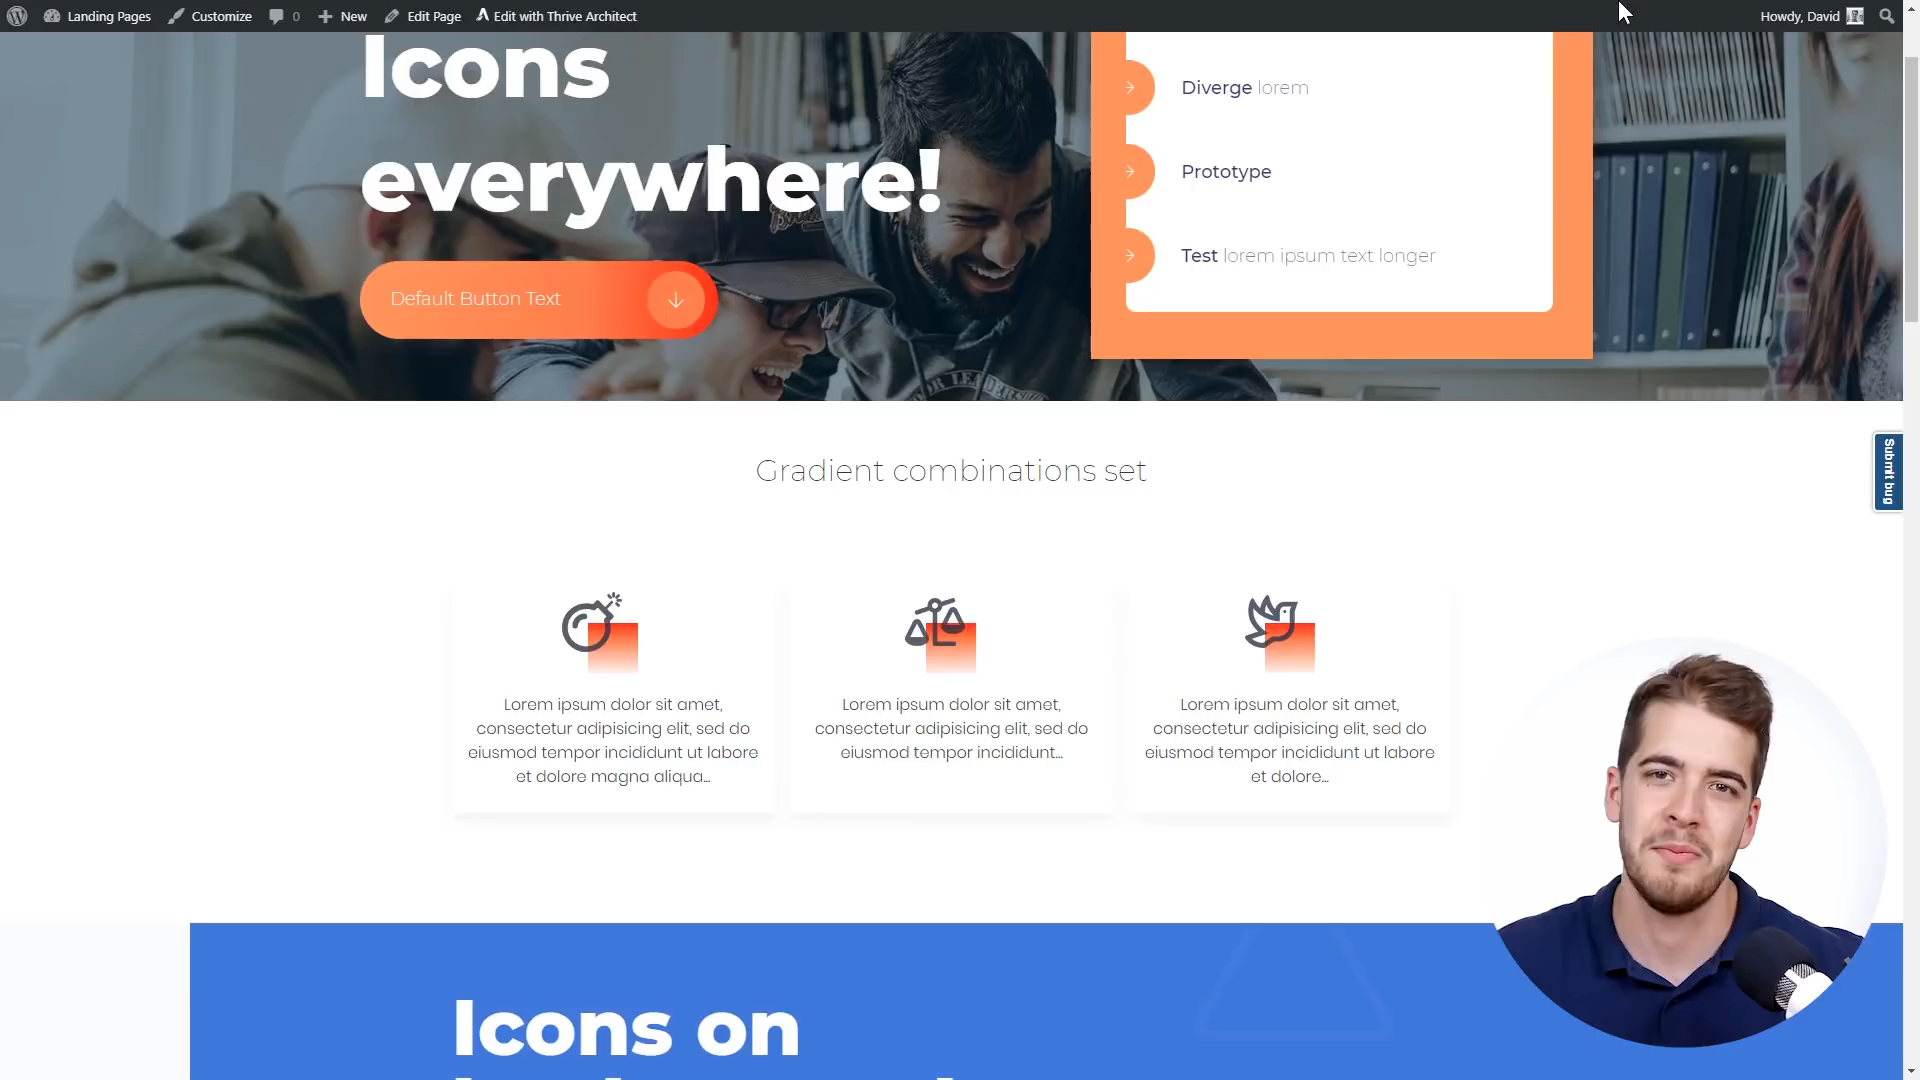 Landing Pages Customize 0 New Edit Page Edit with Thrive Architect Howdy, David
Icons
everywhere!
Default Button Text
Diverge lorem
Prototype
Test lorem ipsum text longer
Submit bug
Gradient combinations set
Lorem ipsum dolor sit amet,
consectetur adipisicing elit, sed do
eiusmod tempor incididunt ut labore
et dolore magna aliqua...
Lorem ipsum dolor sit amet,
consectetur adipisicing elit, sed do
eiusmod tempor incididunt...
Lorem ipsum dolor sit amet,
consectetur adipisicing elit, sed do
eiusmod tempor incididunt ut labore
et dolore...
Icons on